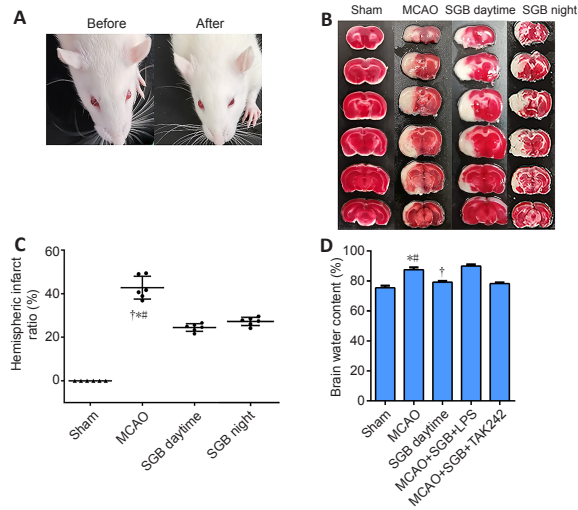 A
Before
After
B
Sham
MCAO
SGB daytime
SGB night
C
Hemispheric infarct
ratio (%)
60
40
20
0
†*#
Sham
MCAO
SGB daytime
SGB night
D
Brain water content (%)
100
80
60
40
20
0
*#
†
Sham
MCAO
SGB daytime
MCAO+SGB+LPS
MCAO+SGB+TAK242